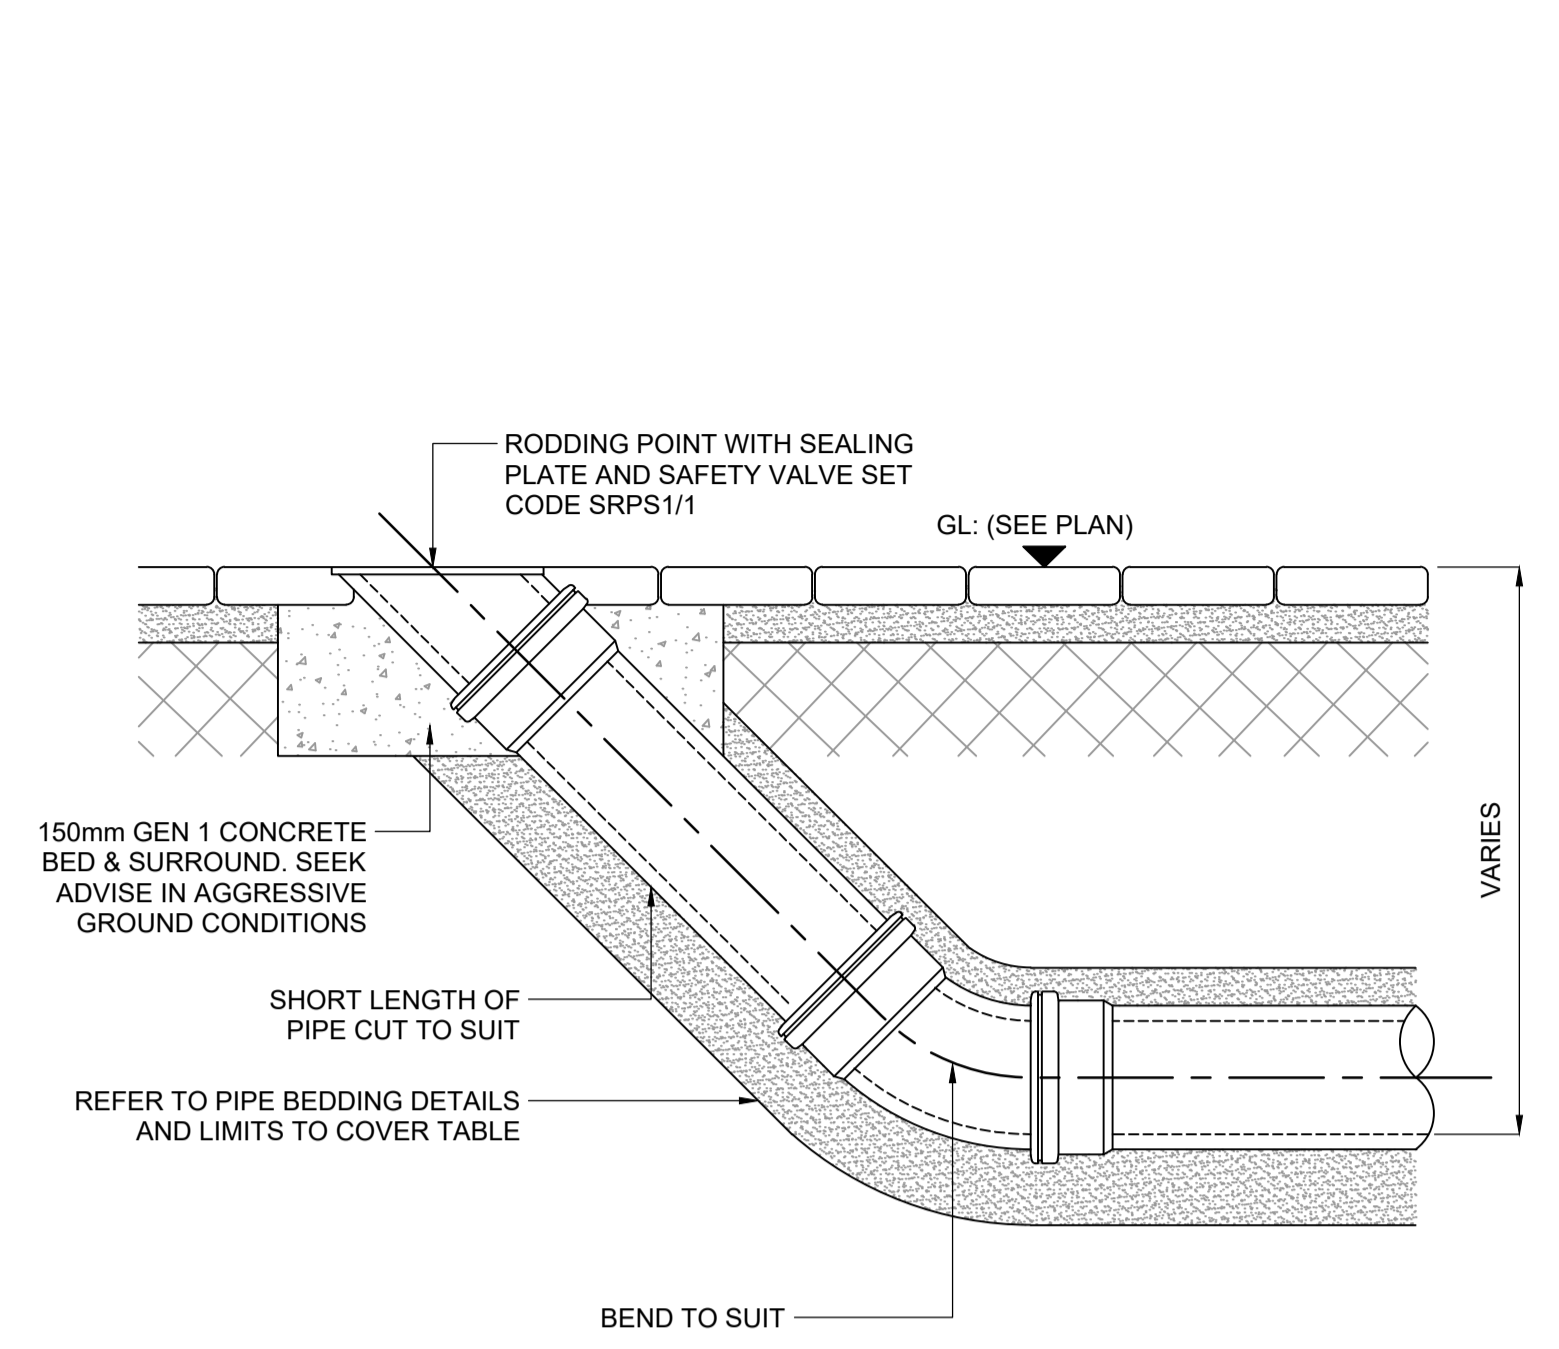 RODDING POINT WITH SEALING
PLATE AND SAFETY VALVE SET
CODE SRPS1/1
GL: (SEE PLAN)
150mm GEN 1 CONCRETE
BED & SURROUND. SEEK
ADVISE IN AGGRESSIVE
GROUND CONDITIONS
VARIES
SHORT LENGTH OF
PIPE CUT TO SUIT
REFER TO PIPE BEDDING DETAILS
AND LIMITS TO COVER TABLE
BEND TO SUIT